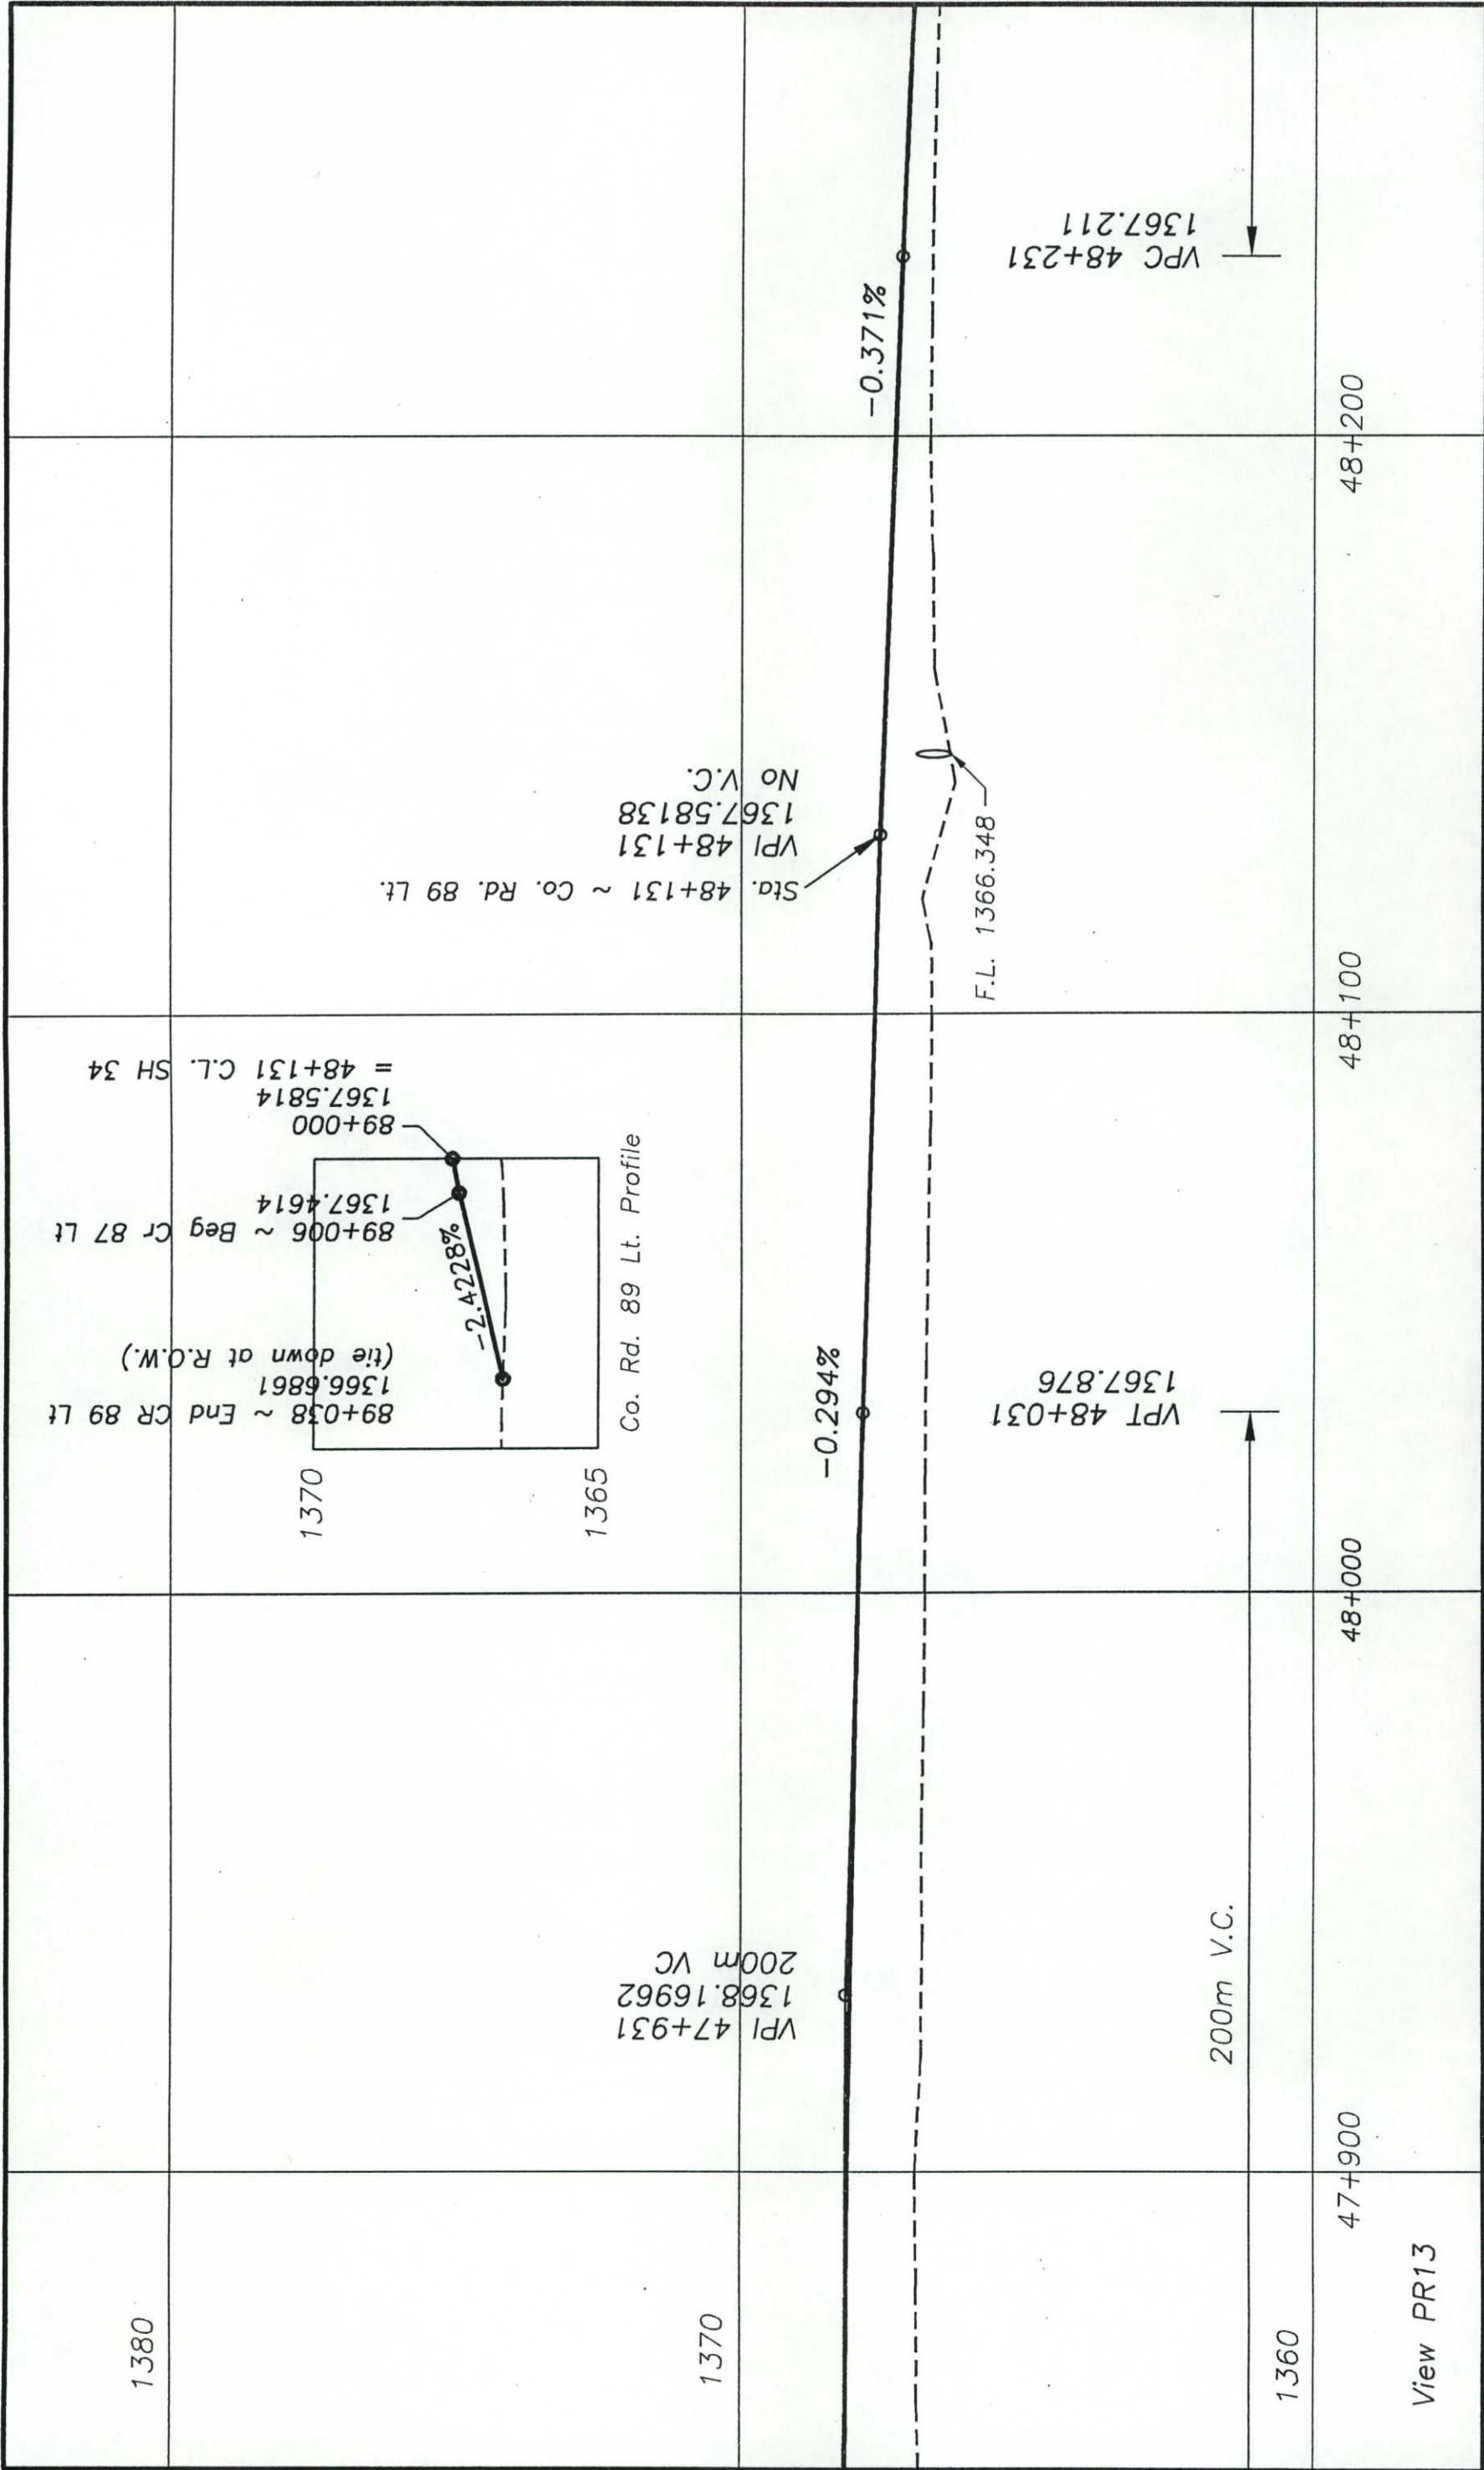 1380
1370
1360
89+038 ~ End CR 89 Lt
1366.6861
(tie down at R.O.W.)
89+006 ~ Beg Cr 87 Lt
1367.4614
89+000
1367.5814
= 48+131 C.L. SH 34
1370
1365
-2.4228%
Co. Rd. 89 Lt. Profile
VPI 47+931
1368.16962
200m VC
Sta. 48+131 ~ Co. Rd. 89 Lt.
VPI 48+131
1367.58138
No V.C.
-0.294%
-0.371%
F.L. 1366.348
VPT 48+031
1367.876
VPC 48+231
1367.211
200m V.C.
47+900
48+000
48+100
48+200
View PR13